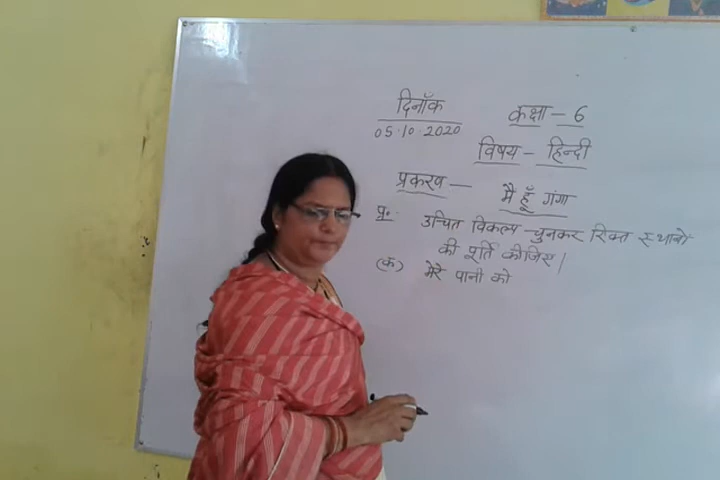 दिनाँक
05.10.2020
कक्षा - 6
विषय - हिन्दी
प्रकरण - मैं हूँ गंगा
प्र. उचित विकल्प चुनकर रिक्त स्थानों
की पूर्ति कीजिए।
(क) मेरे पानी को